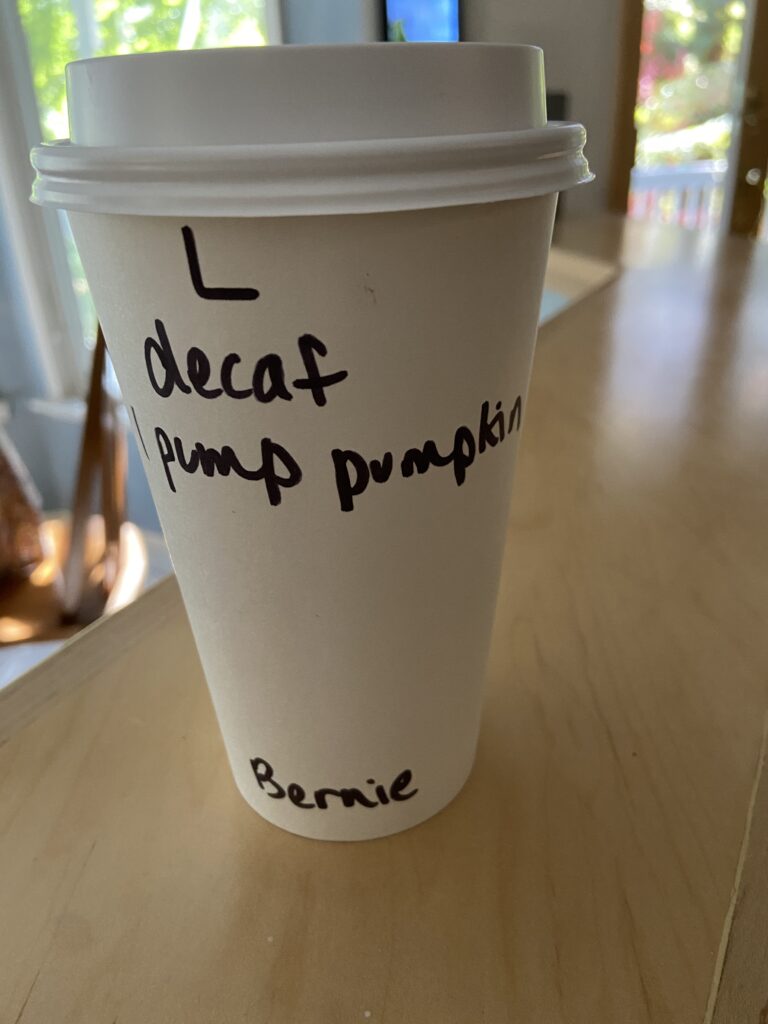 L
decaf
1 pump pumpkin
Bernie